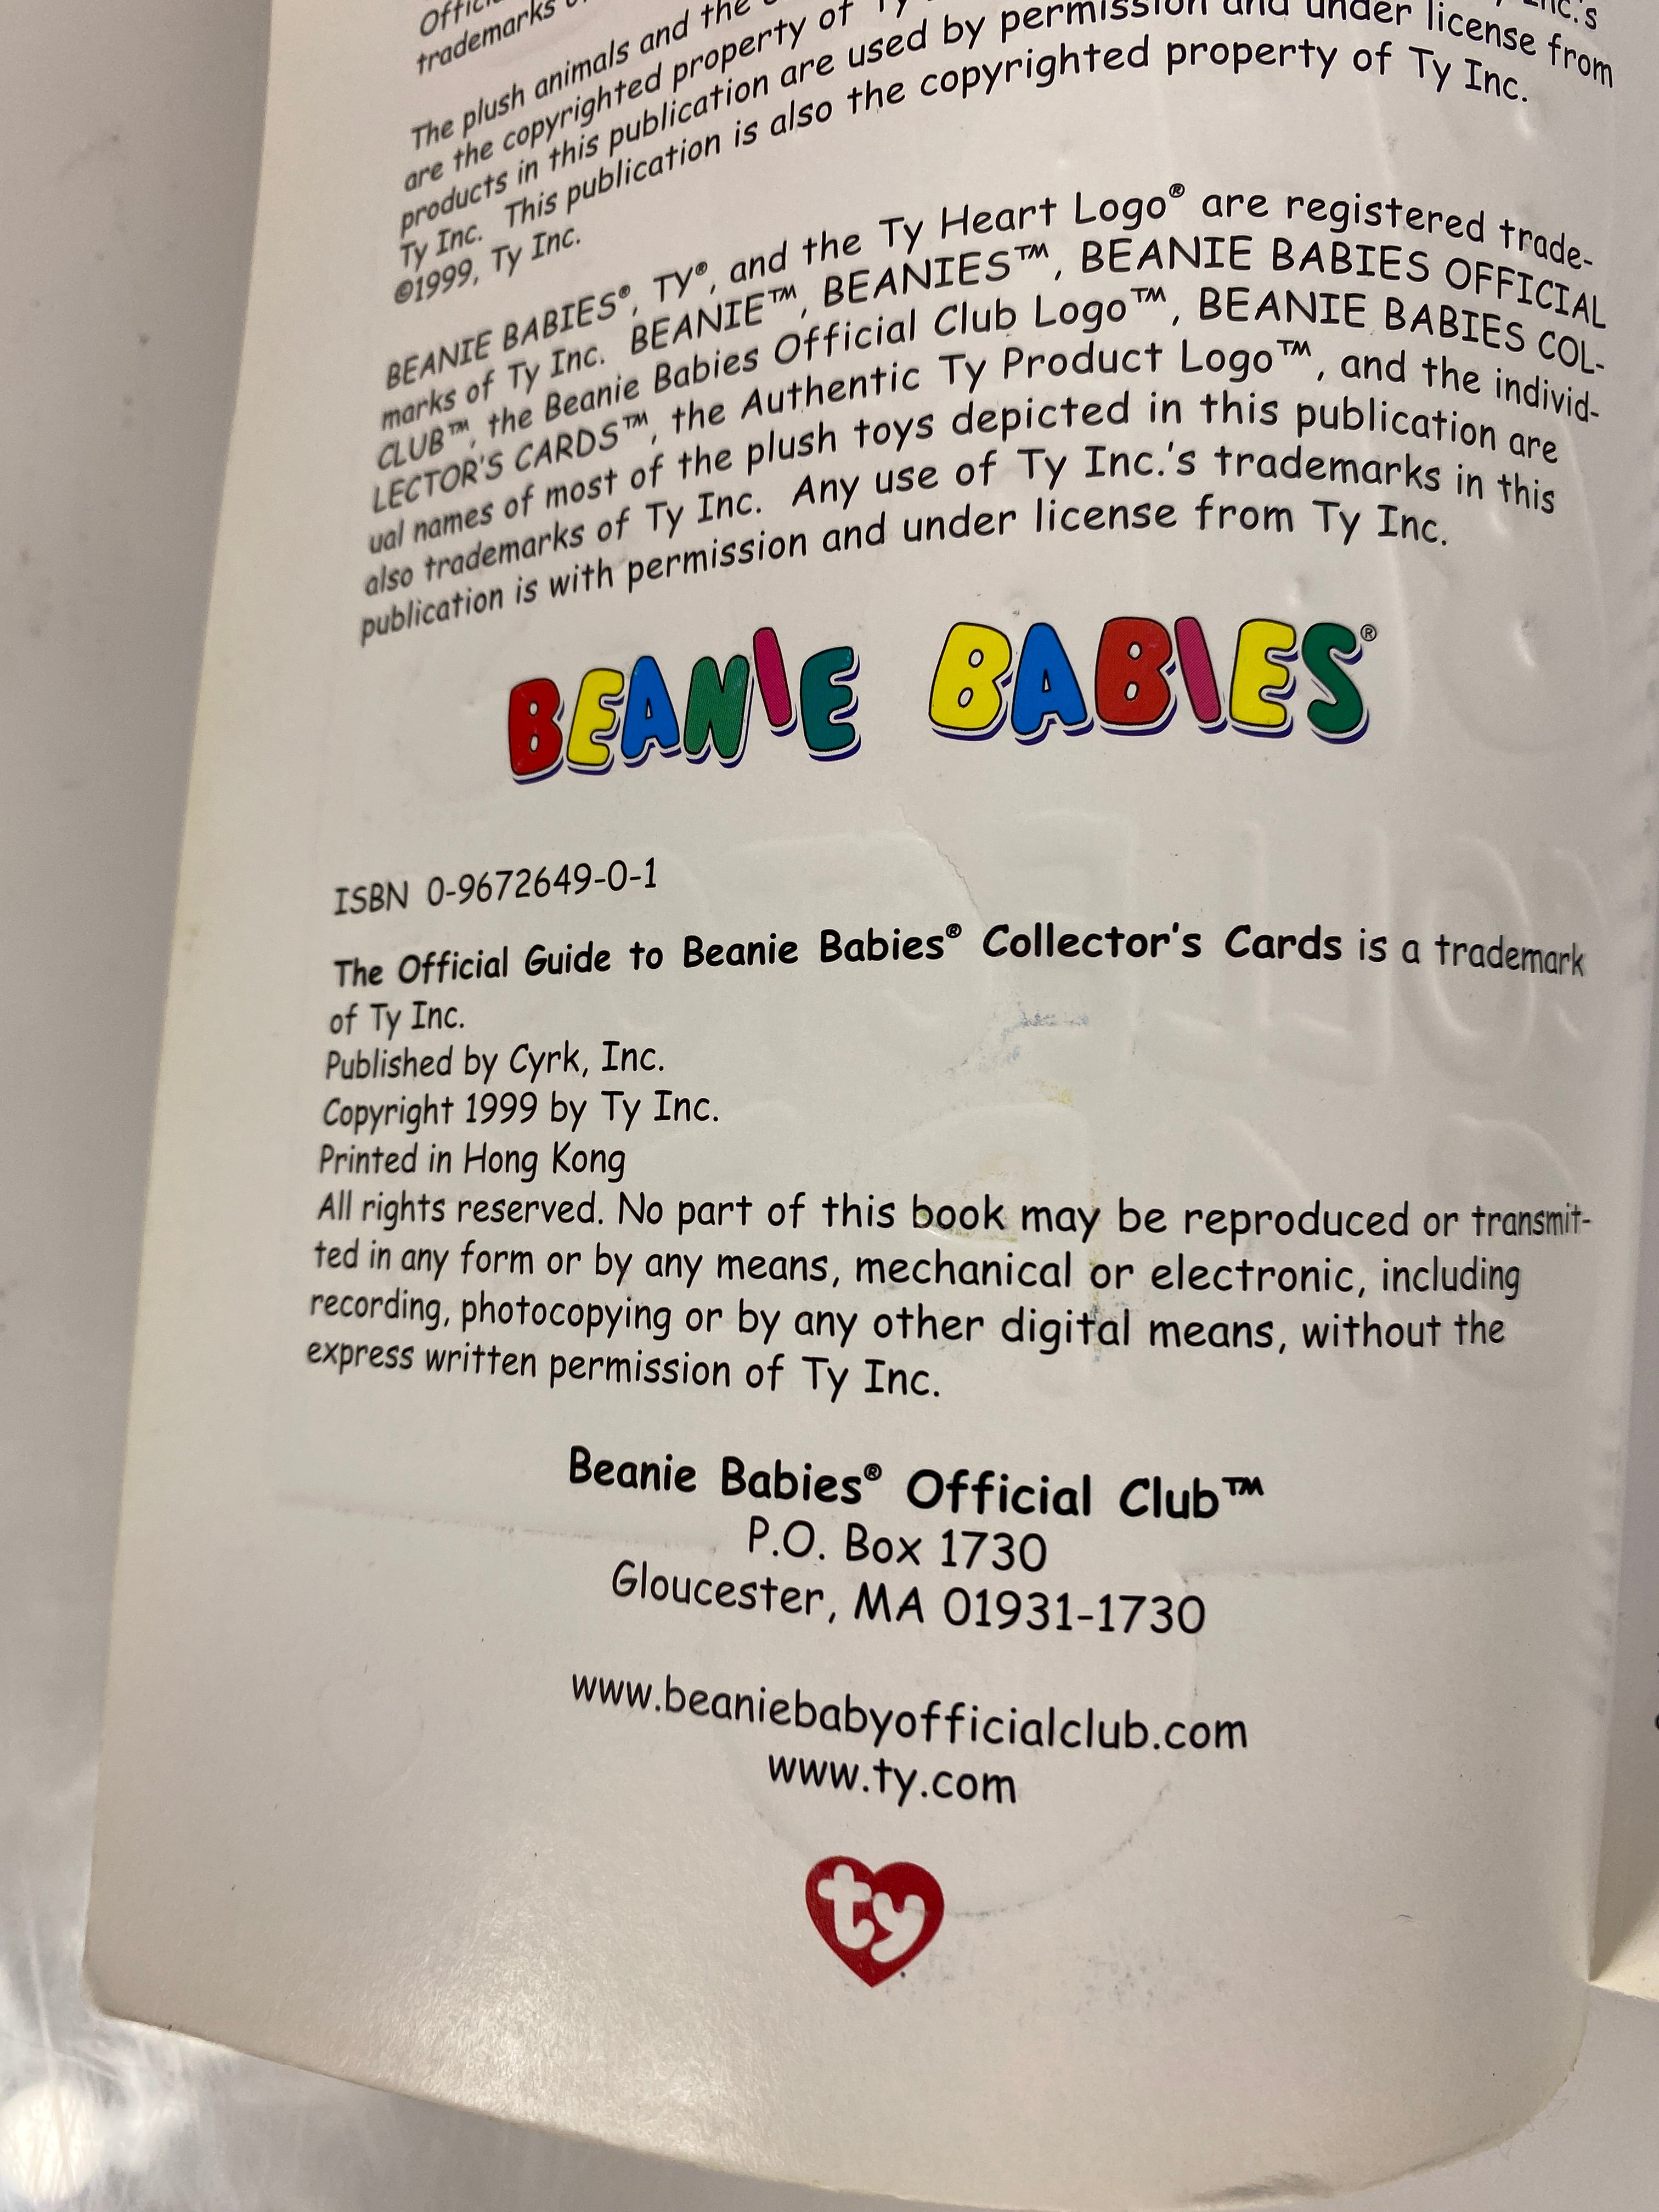 trademarks
Inc.'s
The plush animals and the
are the copyrighted property of Ty
products in this publication are used by permission and under license from
Ty Inc. This publication is also the copyrighted property of Ty Inc.
©1999, Ty Inc.
BEANIE BABIES®, TY®, and the Ty Heart Logo® are registered trade-
marks of Ty Inc. BEANIE™, BEANIES™, BEANIE BABIES OFFICIAL
CLUB™, the Beanie Babies Official Club Logo™, BEANIE BABIES COL-
LECTOR'S CARDS™, the Authentic Ty Product Logo™, and the individ-
ual names of most of the plush toys depicted in this publication are
also trademarks of Ty Inc. Any use of Ty Inc.'s trademarks in this
publication is with permission and under license from Ty Inc.
BEANIE BABIES®
ISBN 0-9672649-0-1
The Official Guide to Beanie Babies® Collector's Cards is a trademark
of Ty Inc.
Published by Cyrk, Inc.
Copyright 1999 by Ty Inc.
Printed in Hong Kong
All rights reserved. No part of this book may be reproduced or transmit-
ted in any form or by any means, mechanical or electronic, including
recording, photocopying or by any other digital means, without the
express written permission of Ty Inc.
Beanie Babies® Official Club™
P.O. Box 1730
Gloucester, MA 01931-1730
www.beaniebabyofficialclub.com
www.ty.com
ty